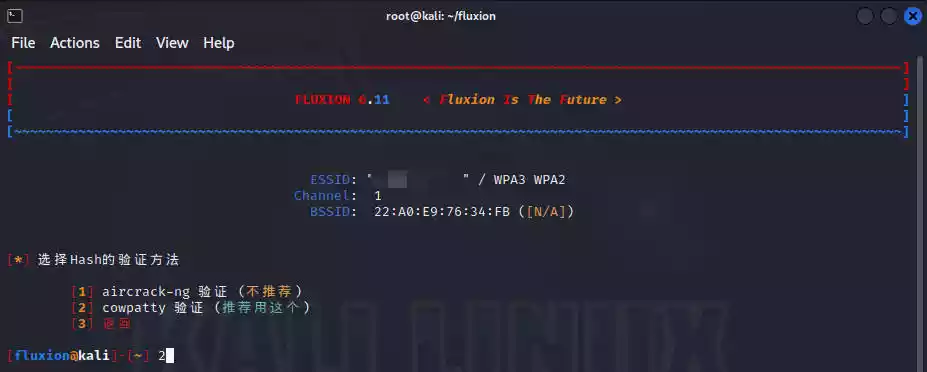 root@kali: ~/fluxion
File Actions Edit View Help
FLUXION 6.11 < Fluxion Is The Future >
ESSID: " " / WPA3 WPA2
Channel: 1
BSSID: 22:A0:E9:76:34:FB ([N/A])
[*] 选择Hash的验证方法
[1] aircrack-ng 验证 (不推荐)
[2] cowpatty 验证 (推荐用这个)
[3] 返回
[fluxion@kali]-[~] 2